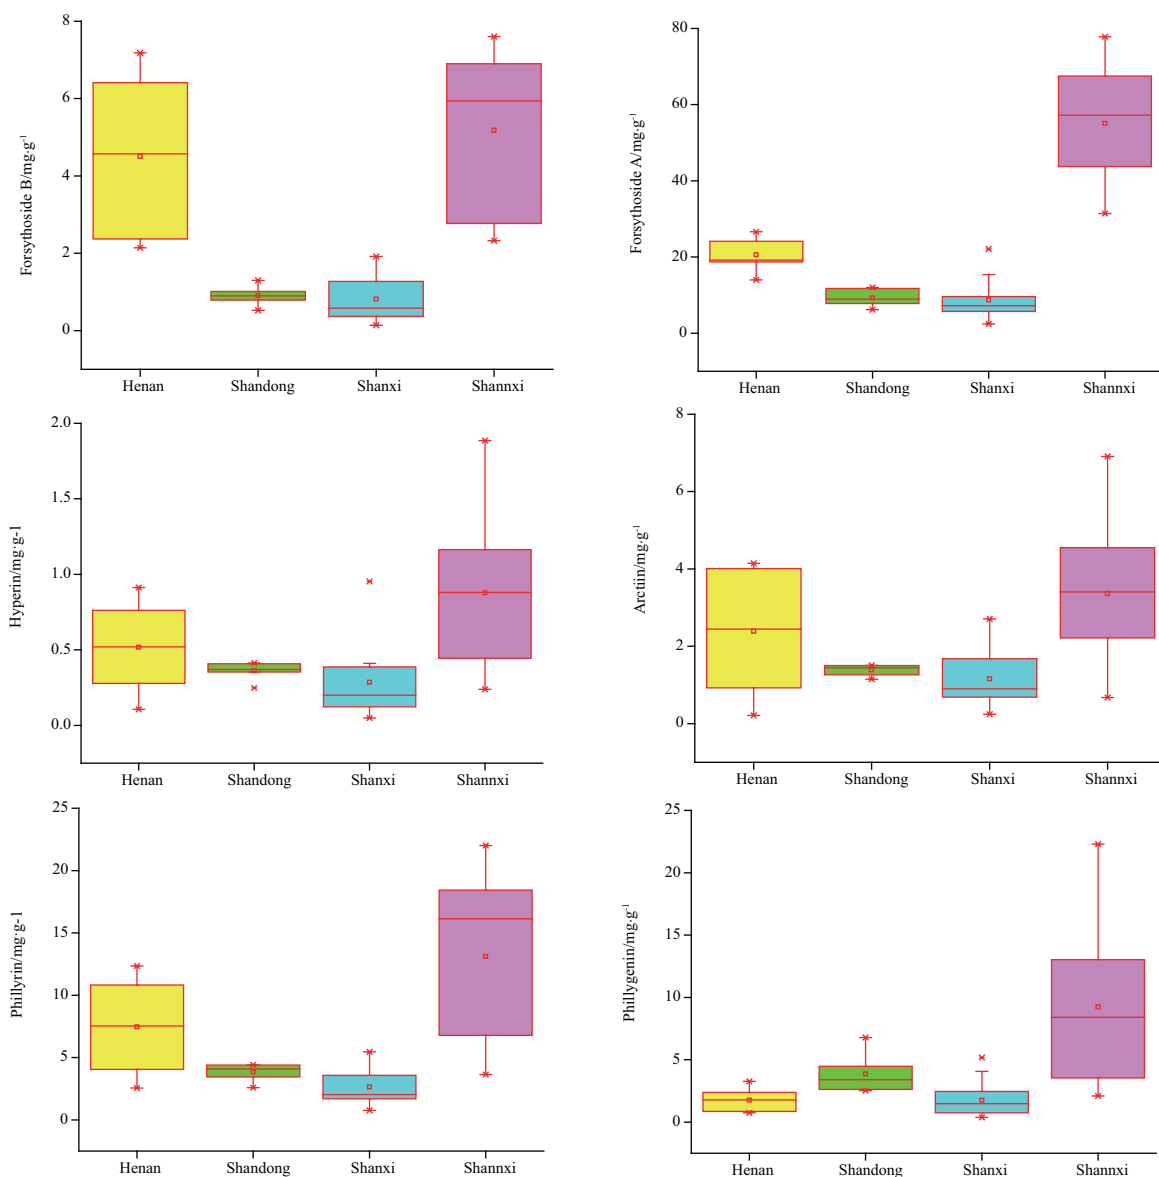 8
6
4
2
0
Forsythoside B/mg·g-1
Henan
Shandong
Shanxi
Shannxi
80
60
40
20
0
Forsythoside A/mg·g-1
Henan
Shandong
Shanxi
Shannxi
2.0
1.5
1.0
0.5
0.0
Hyperin/mg·g-1
Henan
Shandong
Shanxi
Shannxi
8
6
4
2
0
Arctiin/mg·g-1
Henan
Shandong
Shanxi
Shannxi
25
20
15
10
5
0
Phillyrin/mg·g-1
Henan
Shandong
Shanxi
Shannxi
25
20
15
10
5
0
Phillygenin/mg·g-1
Henan
Shandong
Shanxi
Shannxi